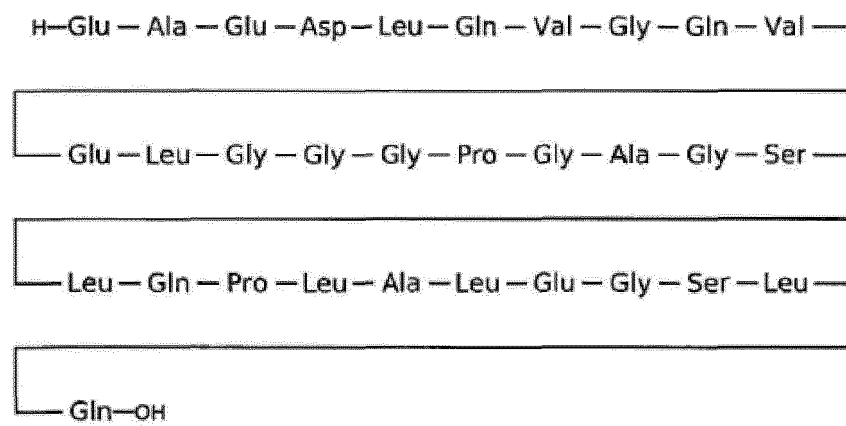 H—Glu—Ala—Glu—Asp—Leu—Gln—Val—Gly—Gln—Val—
—Glu—Leu—Gly—Gly—Gly—Pro—Gly—Ala—Gly—Ser—
—Leu—Gln—Pro—Leu—Ala—Leu—Glu—Gly—Ser—Leu—
—Gln—OH